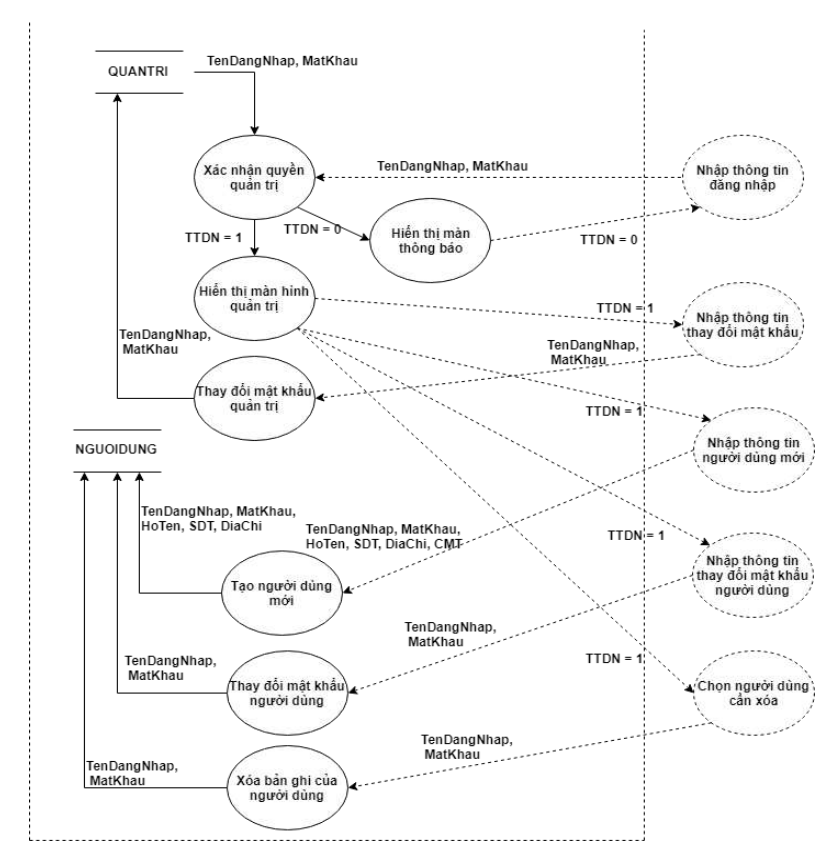 TenDangNhap, MatKhau
QUANTRI
Xác nhận quyền
quản trị
TenDangNhap, MatKhau
Nhập thông tin
đăng nhập
TTDN = 1
TTDN = 0
Hiển thị màn
thông báo
TTDN = 0
Hiển thị màn hình
quản trị
TTDN = 1
Nhập thông tin
thay đổi mật khẩu
TenDangNhap,
MatKhau
TenDangNhap,
MatKhau
Thay đổi mật khẩu
quản trị
TTDN = 1
NGUOIDUNG
Nhập thông tin
người dùng mới
TenDangNhap, MatKhau,
HoTen, SDT, DiaChi
TenDangNhap, MatKhau,
HoTen, SDT, DiaChi, CMT
TTDN = 1
Nhập thông tin
thay đổi mật khẩu
người dùng
Tạo người dùng
mới
TenDangNhap,
MatKhau
TenDangNhap,
MatKhau
TTDN = 1
Thay đổi mật khẩu
người dùng
Chọn người dùng
cần xóa
TenDangNhap,
MatKhau
TenDangNhap,
MatKhau
Xóa bản ghi của
người dùng